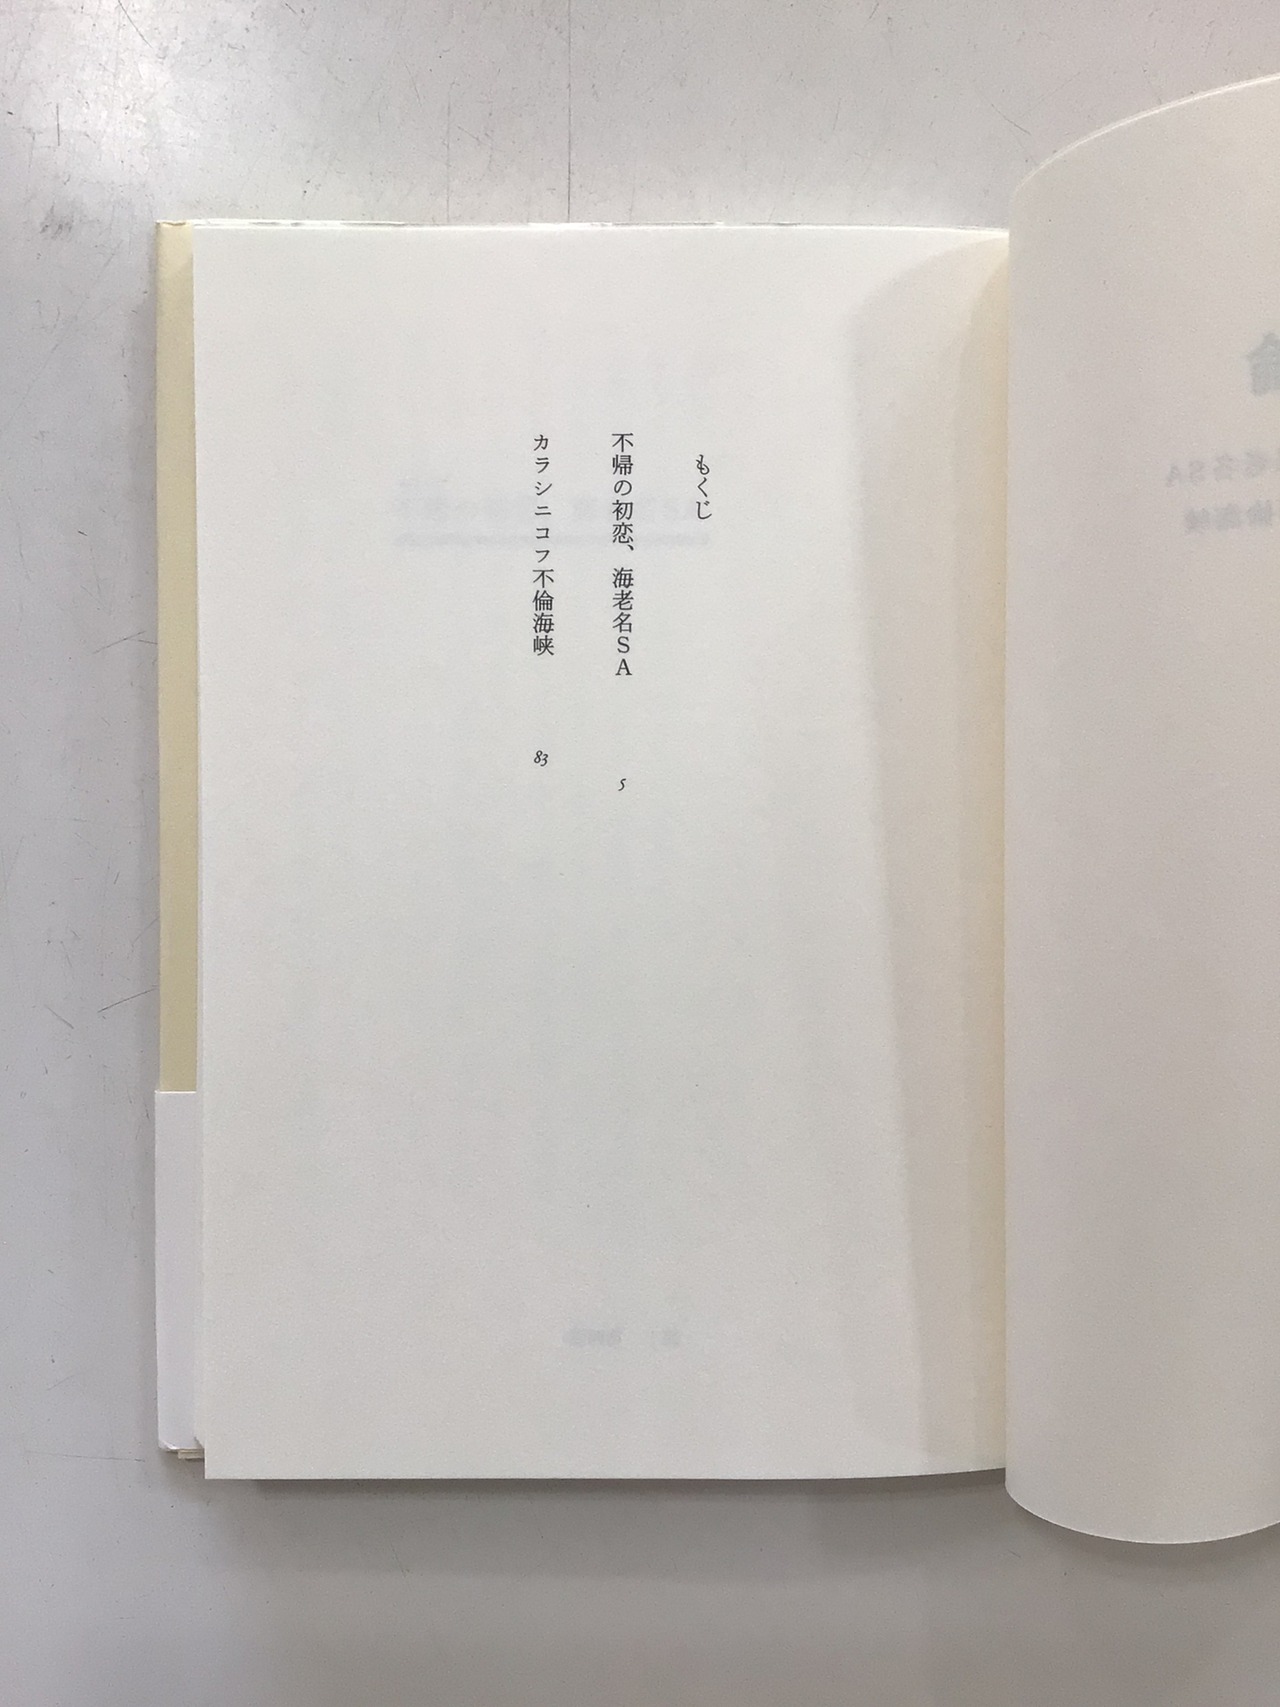 もくじ
不帰の初恋、海老名SA 5
カラシニコフ不倫海峡 83